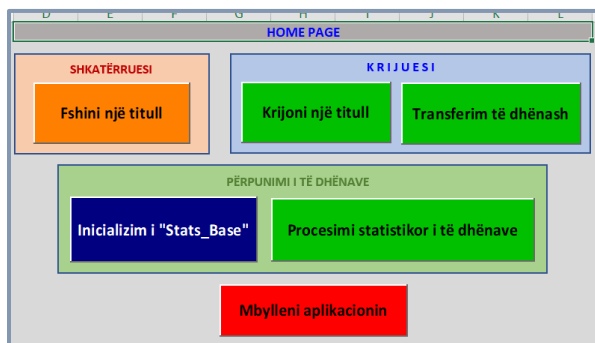 D E F G H I J K L
HOME PAGE
SHKATËRRUESI
KRIJUESI
Fshini një titull
Krijoni një titull
Transferim të dhënash
PËRPUNIMI I TË DHËNAVE
Inicializim i "Stats_Base"
Procesimi statistikor i të dhënave
Mbylleni aplikacionin